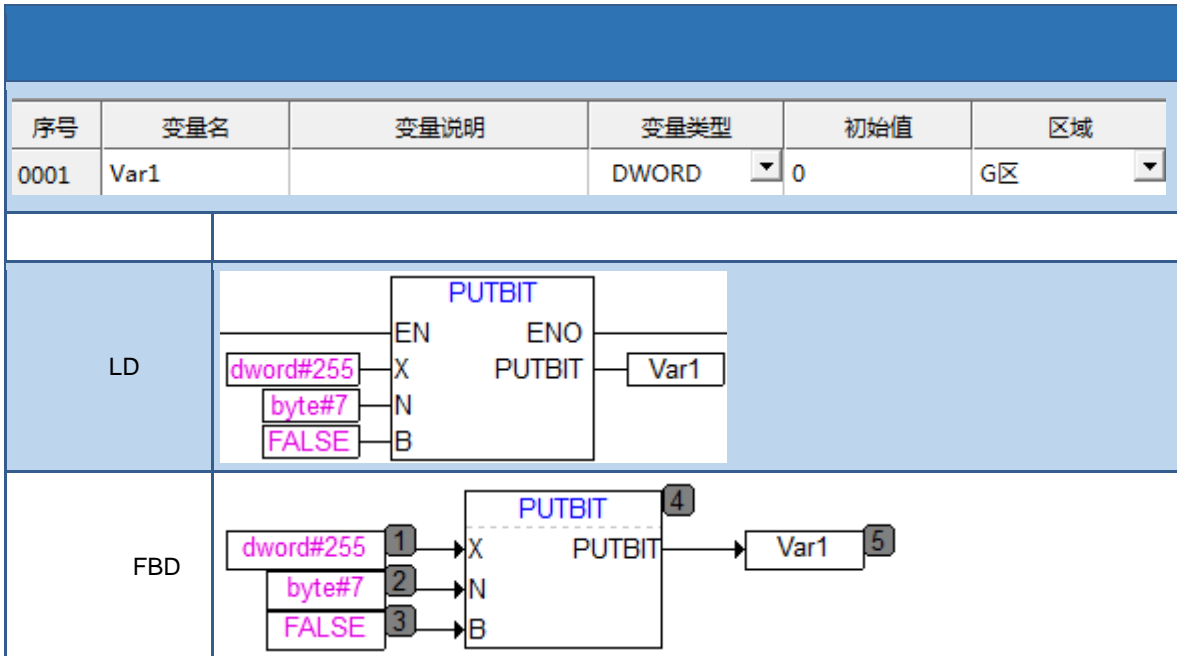 序号 变量名 变量说明 变量类型 初始值 区域
0001 Var1 DWORD 0 G区
LD
PUTBIT
EN ENO
dword#255 X PUTBIT Var1
byte#7 N
FALSE B
FBD
PUTBIT 4
dword#255 1 X PUTBIT Var1 5
byte#7 2 N
FALSE 3 B